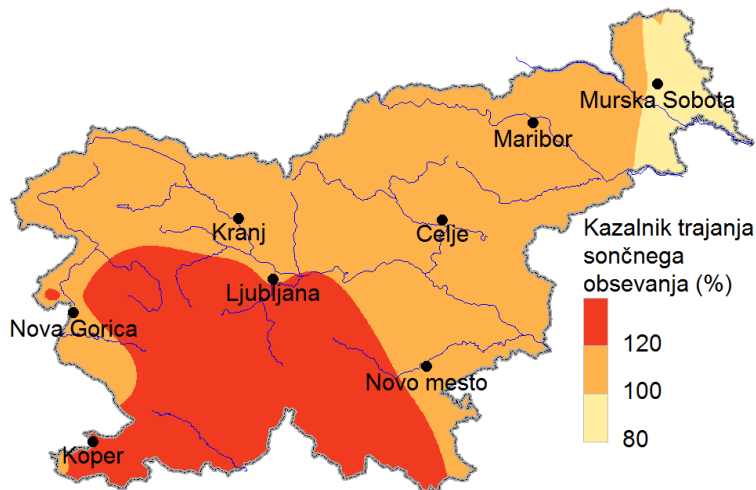 Murska Sobota
Maribor
Kranj
Celje
Kazalnik trajanja
sončnega
obsevanja (%)
Ljubljana
Nova Gorica
120
Novo mesto
100
80
Koper